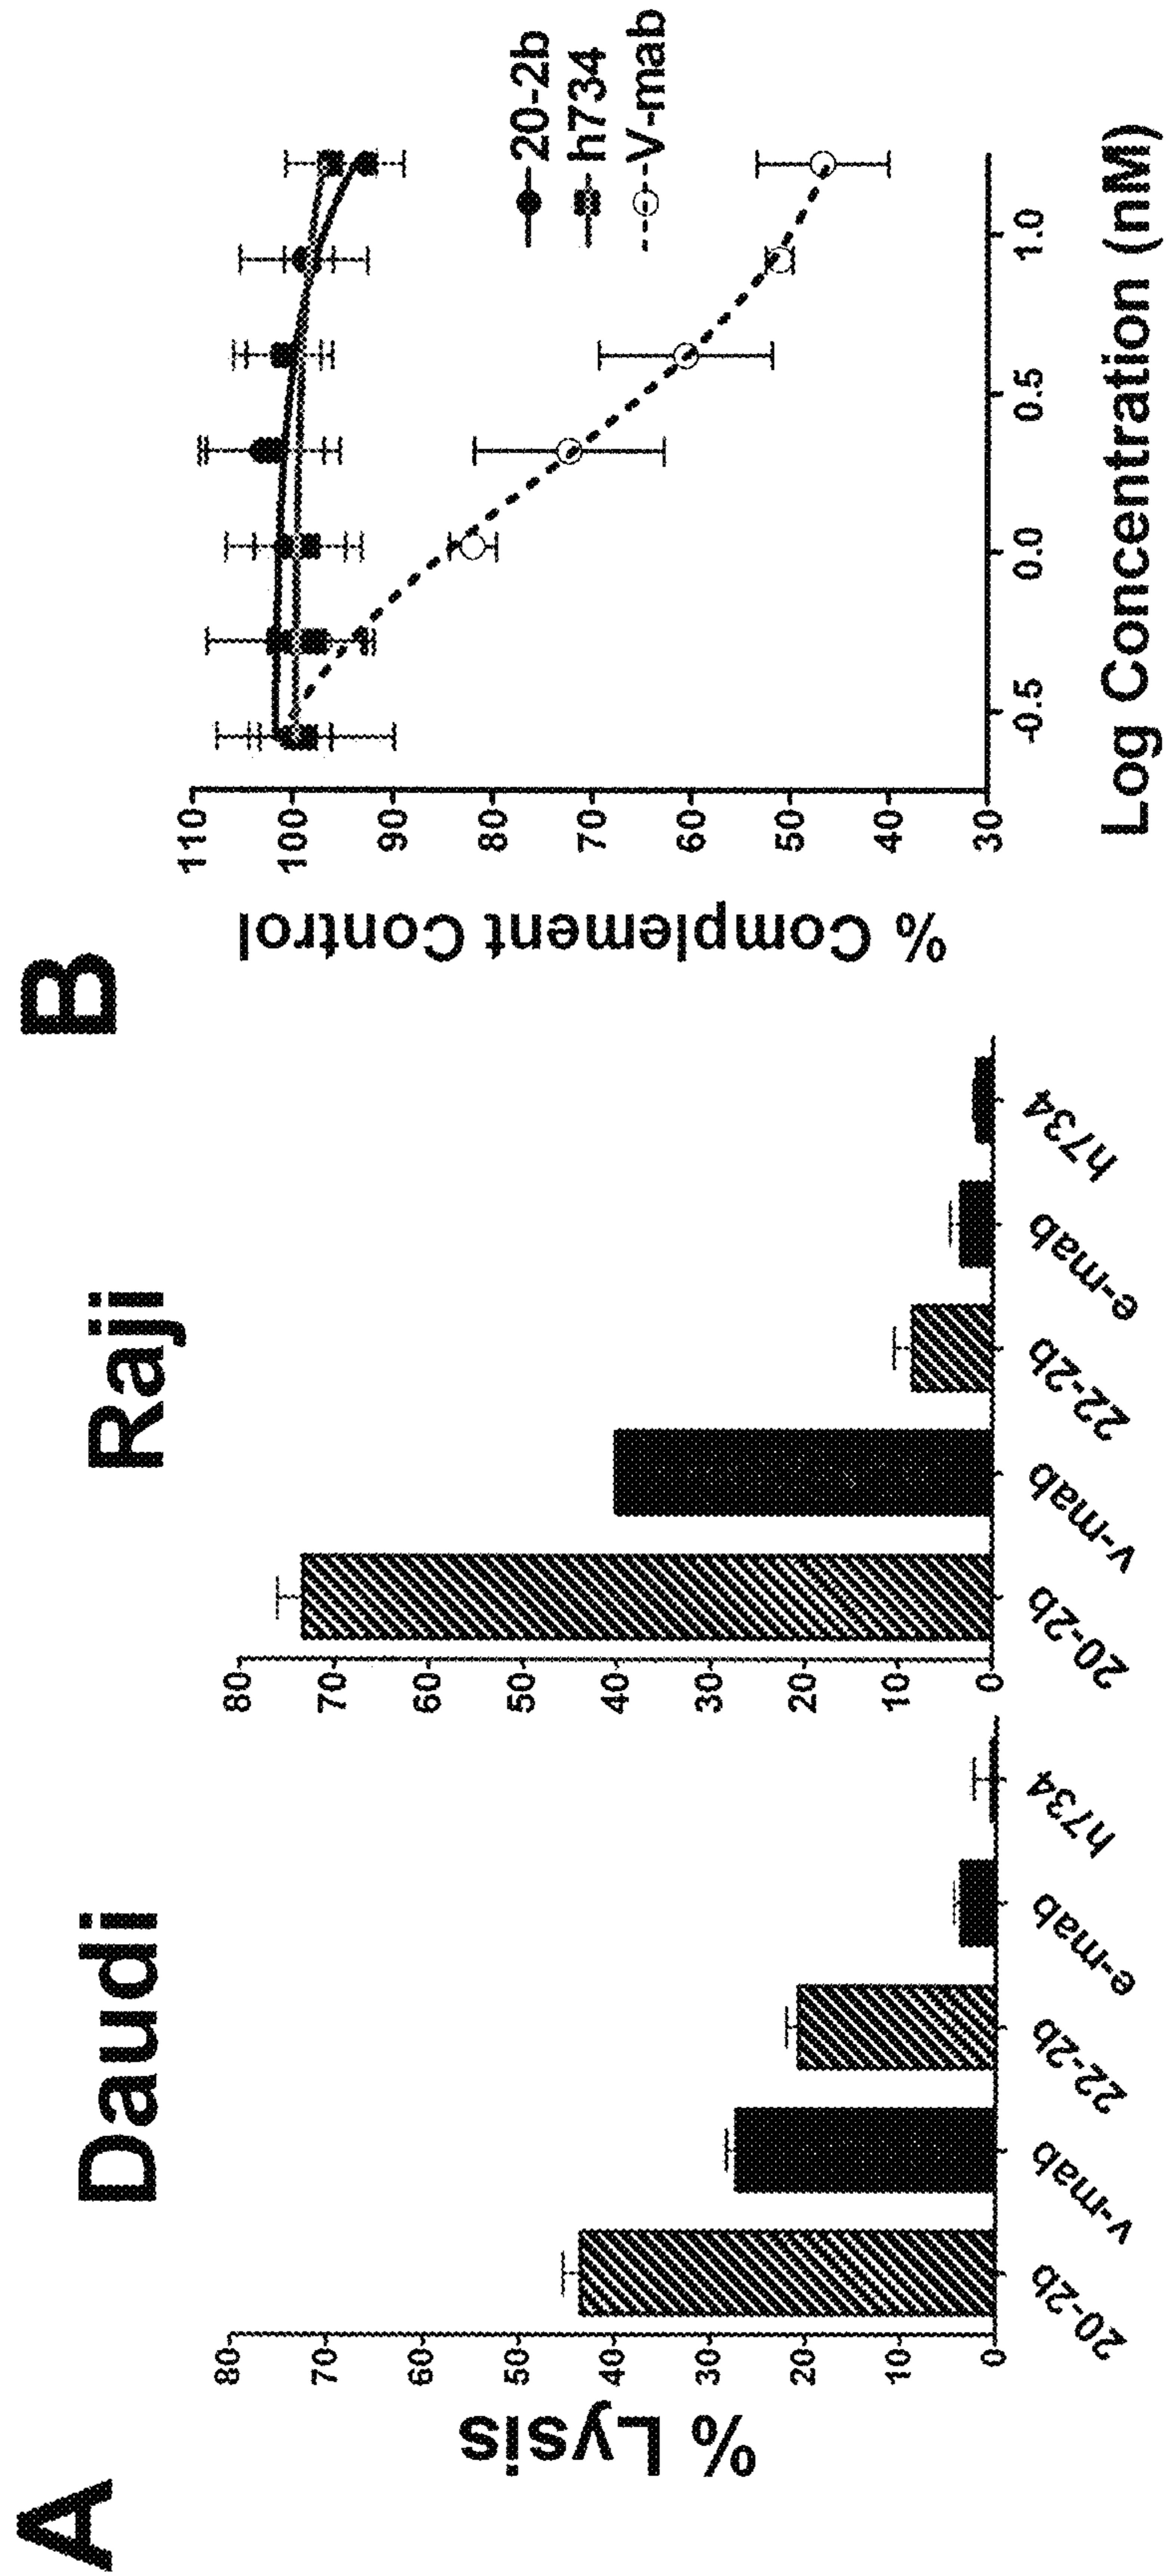 A
Daudi
% Lysis
80
70
60
50
40
30
20
10
0
20-2b
v-mab
22-2b
e-mab
h734
Raji
80
70
60
50
40
30
20
10
0
20-2b
v-mab
22-2b
e-mab
h734
B
% Complement Control
110
100
90
80
70
60
50
40
30
-0.5
0.0
0.5
1.0
Log Concentration (nM)
20-2b
h734
V-mab